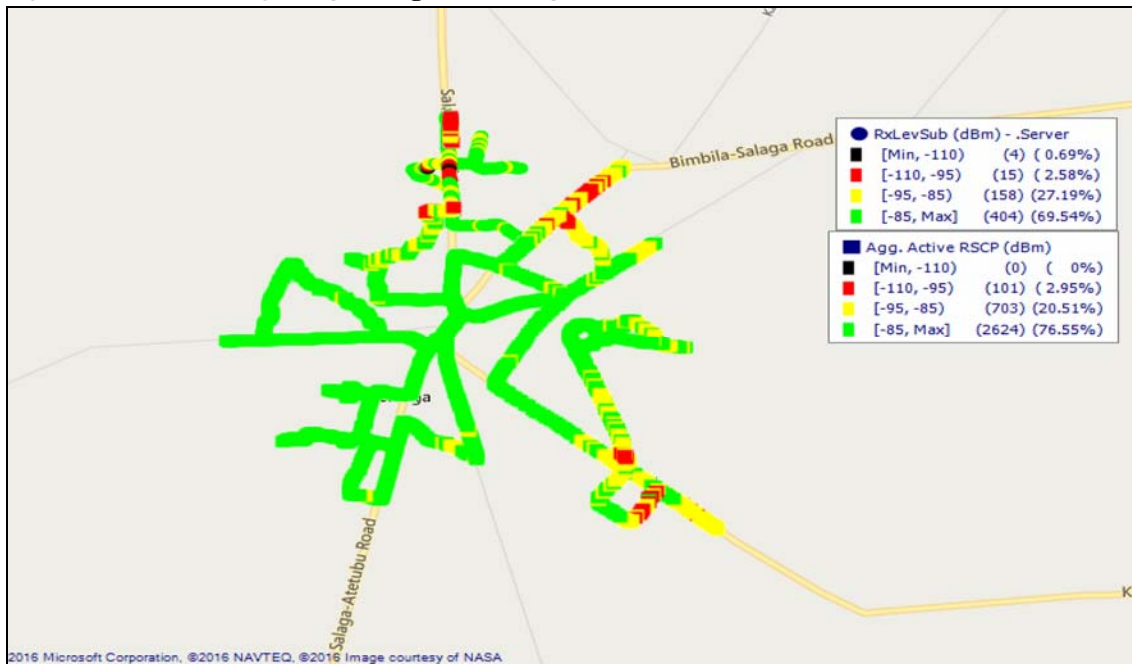 Bimbila-Salaga Road
RxLevSub (dBm) - .Server
[Min, -110) (4) ( 0.69%)
[-110, -95) (15) ( 2.58%)
[-95, -85) (158) (27.19%)
[-85, Max] (404) (69.54%)
Agg. Active RSCP (dBm)
[Min, -110) (0) ( 0%)
[-110, -95) (101) ( 2.95%)
[-95, -85) (703) (20.51%)
[-85, Max] (2624) (76.55%)
Salaga-Atetubu Road
2016 Microsoft Corporation, ©2016 NAVTEQ, ©2016 Image courtesy of NASA